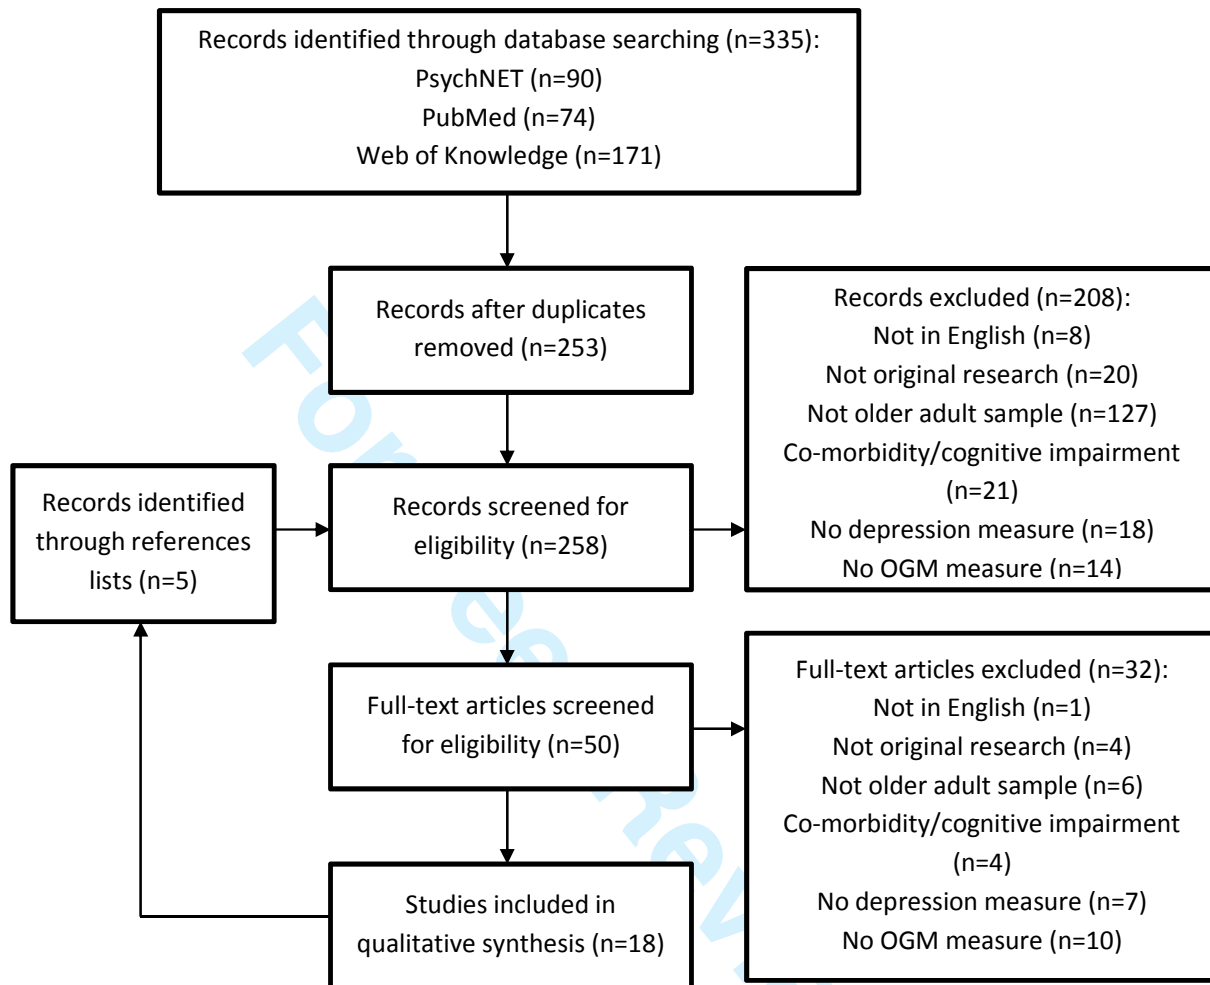 Records identified through database searching (n=335):
PsychNET (n=90)
PubMed (n=74)
Web of Knowledge (n=171)
Records after duplicates
removed (n=253)
Records excluded (n=208):
Not in English (n=8)
Not original research (n=20)
Not older adult sample (n=127)
Co-morbidity/cognitive impairment
(n=21)
No depression measure (n=18)
No OGM measure (n=14)
Records identified
through references
lists (n=5)
Records screened for
eligibility (n=258)
Full-text articles screened
for eligibility (n=50)
Full-text articles excluded (n=32):
Not in English (n=1)
Not original research (n=4)
Not older adult sample (n=6)
Co-morbidity/cognitive impairment
(n=4)
No depression measure (n=7)
No OGM measure (n=10)
Studies included in
qualitative synthesis (n=18)